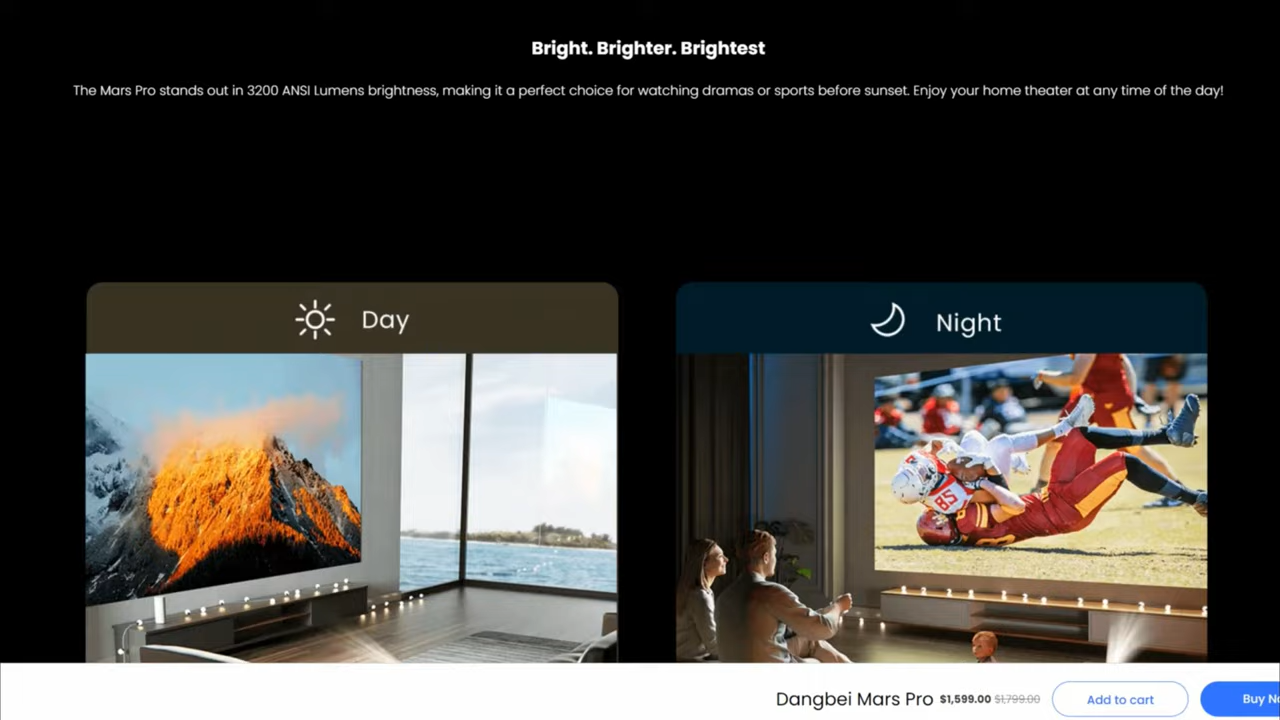 Bright. Brighter. Brightest
The Mars Pro stands out in 3200 ANSI Lumens brightness, making it a perfect choice for watching dramas or sports before sunset. Enjoy your home theater at any time of the day!
Day
Night
85
Dangbei Mars Pro $1,599.00 $1,799.00 Add to cart Buy